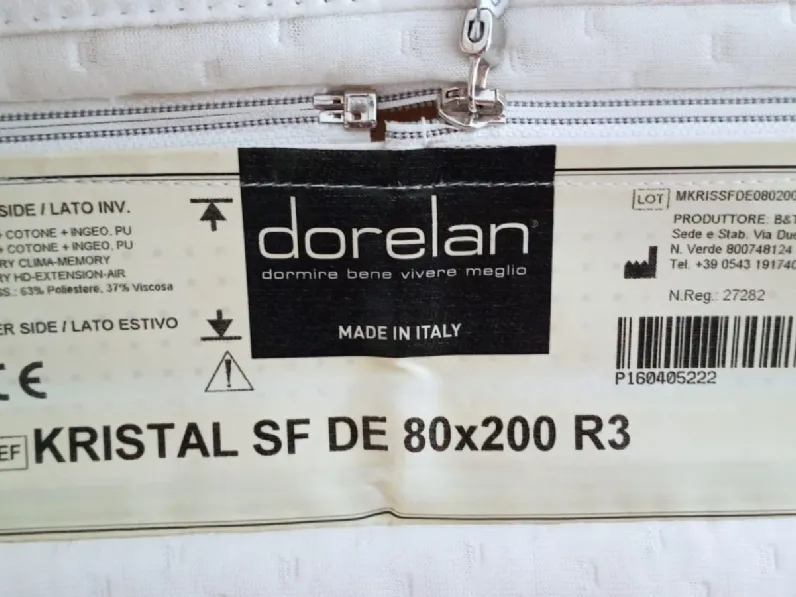 SIDE / LATO INV.
+ COTONE + INGEO, PU
+ COTONE + INGEO, PU
RY CLIMA-MEMORY
RY HD-EXTENSION-AIR
SS.: 63% Poliestere, 37% Viscosa
ER SIDE / LATO ESTIVO
CE
dorelan
dormire bene vivere meglio
MADE IN ITALY
LOT MKRISSFDE080200
PRODUTTORE: B&T
Sede e Stab. Via Due
N. Verde 800748124
Tel. +39 0543 191740
N.Reg.: 27282
P160405222
EF KRISTAL SF DE 80x200 R3